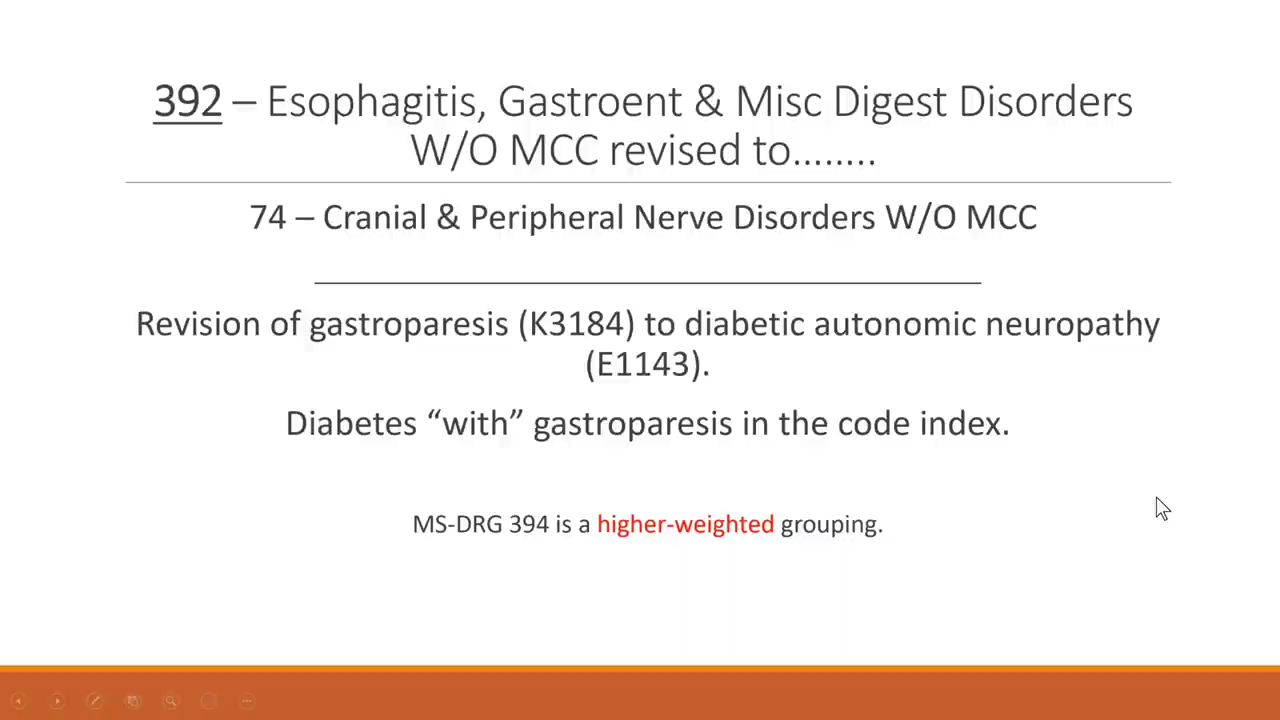 392 – Esophagitis, Gastroent & Misc Digest Disorders
W/O MCC revised to........
74 – Cranial & Peripheral Nerve Disorders W/O MCC
Revision of gastroparesis (K3184) to diabetic autonomic neuropathy
(E1143).
Diabetes “with” gastroparesis in the code index.
MS-DRG 394 is a higher-weighted grouping.